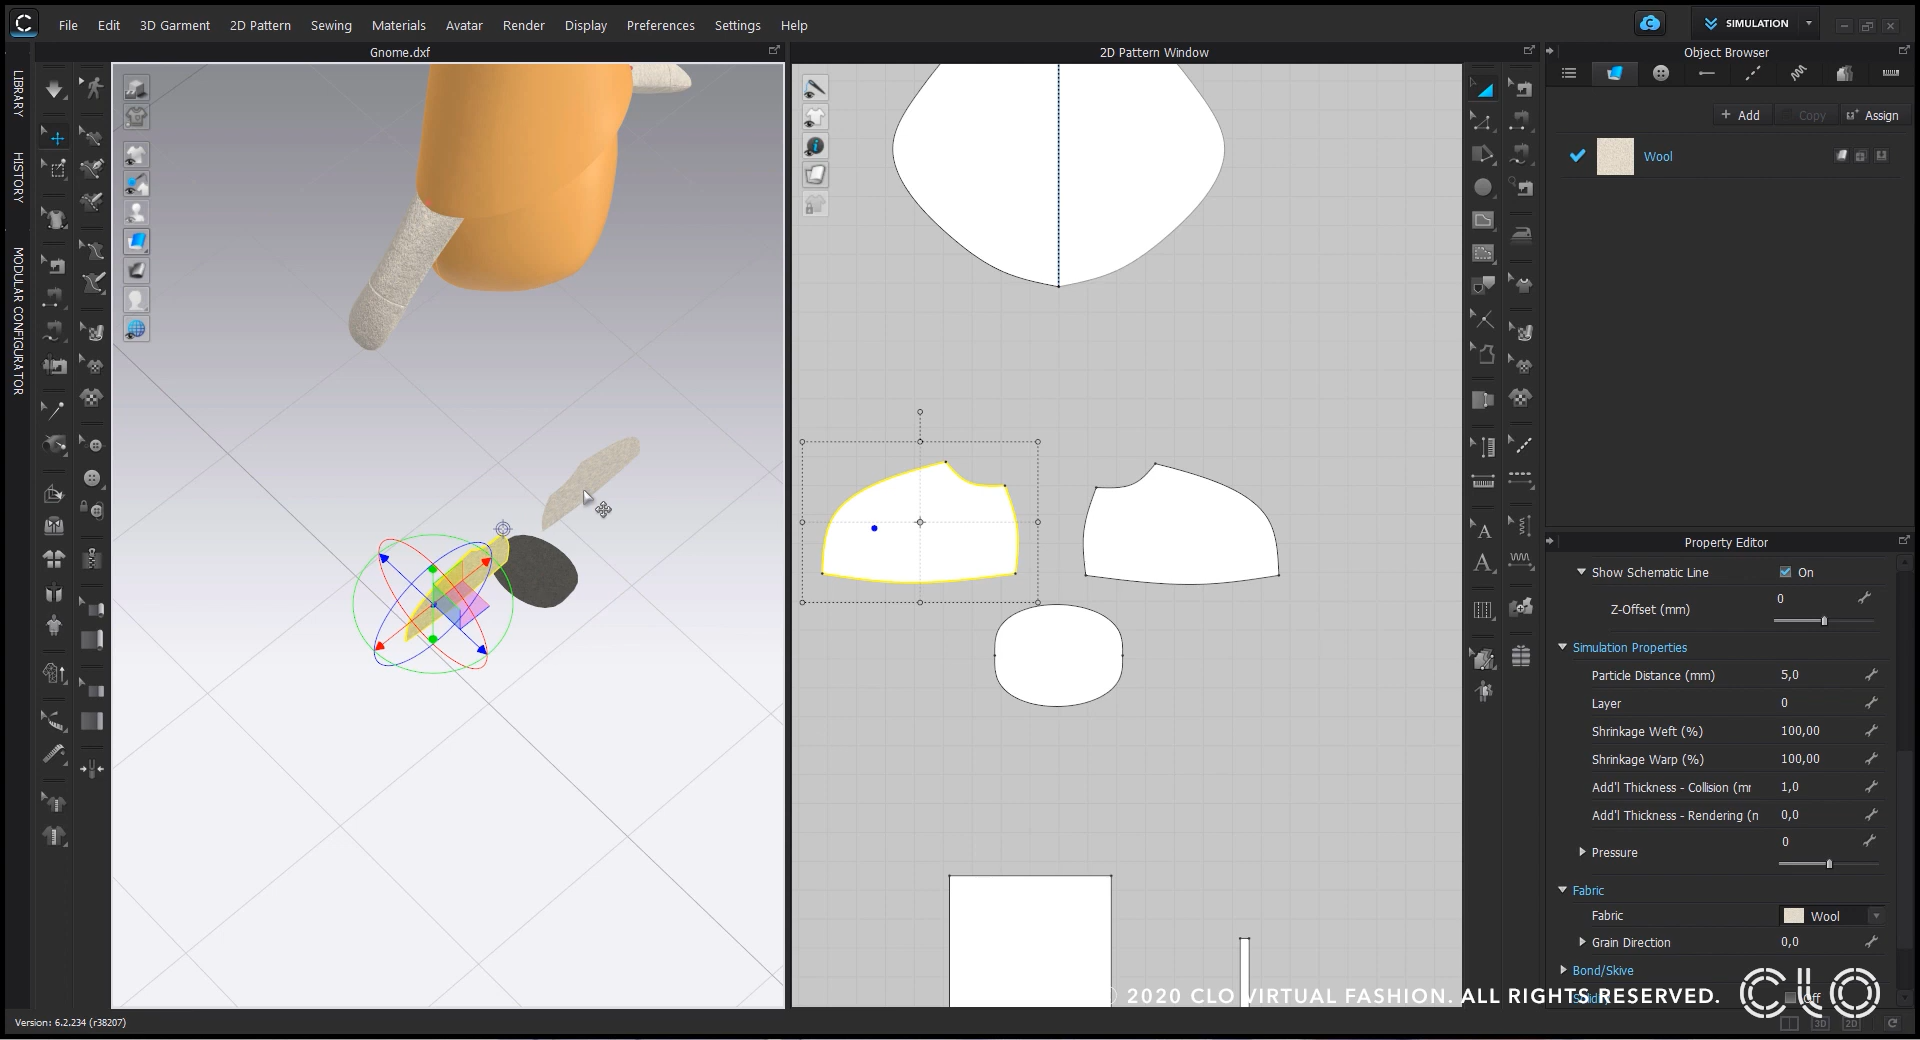 File Edit 3D Garment 2D Pattern Sewing Materials Avatar Render Display Preferences Settings Help
SIMULATION
Gnome.dxf
2D Pattern Window
Object Browser
LIBRARY
HISTORY
MODULAR CONFIGURATOR
+ Add Copy Assign
Wool
Property Editor
Show Schematic Line On
Z-Offset (mm) 0
Simulation Properties
Particle Distance (mm) 5,0
Layer 0
Shrinkage Weft (%) 100,00
Shrinkage Warp (%) 100,00
Add'l Thickness - Collision (mr 1,0
Add'l Thickness - Rendering (n 0,0
Pressure 0
Fabric
Fabric Wool
Grain Direction 0,0
Bond/Skive
Off
2020 CLO VIRTUAL FASHION. ALL RIGHTS RESERVED.
CLO
Version: 6.2.234 (r38207)
3D 2D